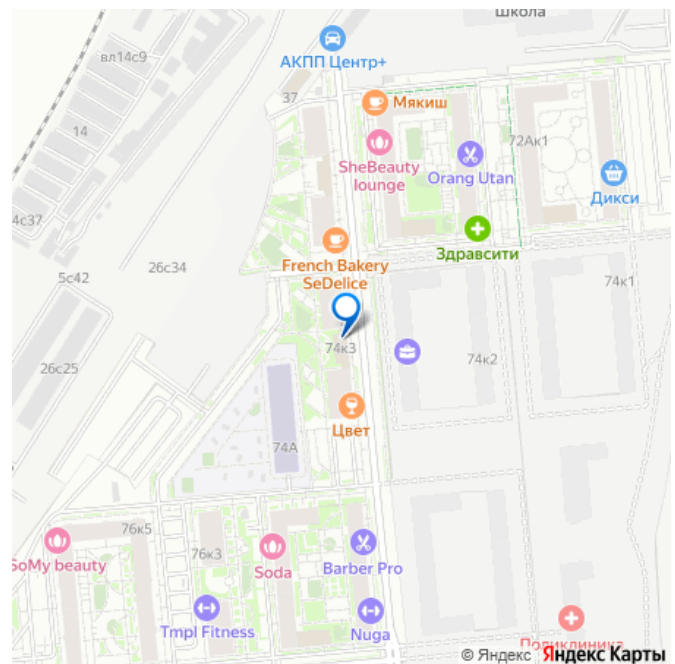 школа
вл14с9
АКПП Центр+
37
Мякиш
14
72Ак1
SheBeauty
lounge
Orang Utan
Дикси
4с37
Здравсити
French Bakery
SeDelice
5с42
26с34
74к1
74к3
74к2
26с25
Цвет
74А
76к5
76к3
SoMy beauty
Soda
Barber Pro
Tmpl Fitness
Nuga
Поликлиника
© Яндекс Яндекс Карты